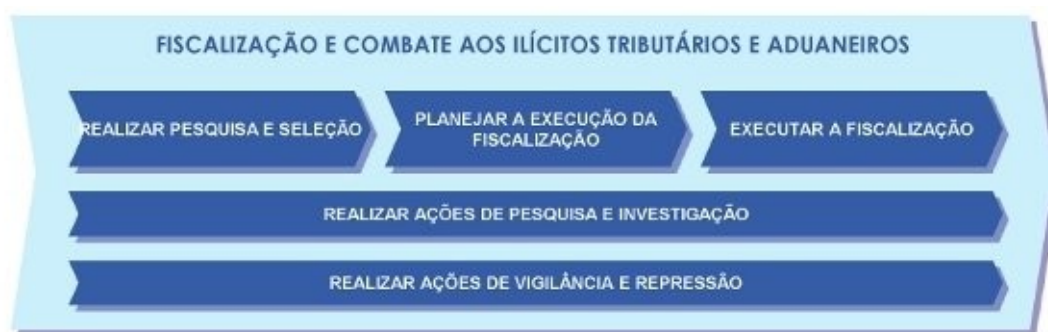 FISCALIZAÇÃO E COMBATE AOS ILÍCITOS TRIBUTÁRIOS E ADUANEIROS
REALIZAR PESQUISA E SELEÇÃO
PLANEJAR A EXECUÇÃO DA
FISCALIZAÇÃO
EXECUTAR A FISCALIZAÇÃO
REALIZAR AÇÕES DE PESQUISA E INVESTIGAÇÃO
REALIZAR AÇÕES DE VIGILÂNCIA E REPRESSÃO